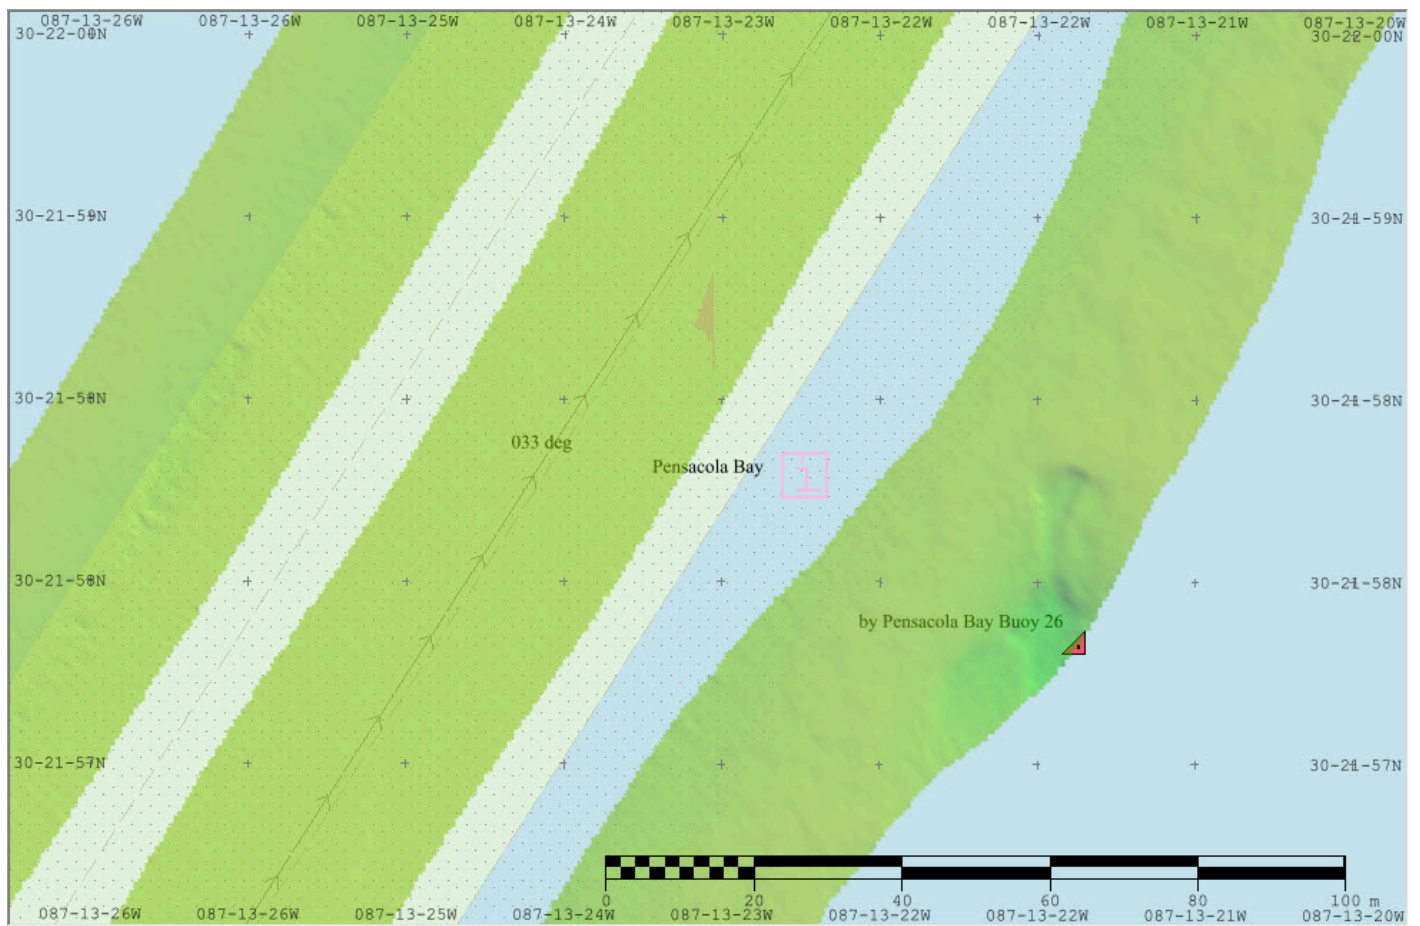 087-13-26W 087-13-26W 087-13-25W 087-13-24W 087-13-23W 087-13-22W 087-13-22W 087-13-21W 087-13-20W
30-22-00N 30-22-00N
30-21-59N 30-21-59N
30-21-58N 30-21-58N
033 deg
Pensacola Bay
1
30-21-58N 30-21-58N
by Pensacola Bay Buoy 26
30-21-57N 30-21-57N
0 20 40 60 80 100 m
087-13-26W 087-13-26W 087-13-25W 087-13-24W 087-13-23W 087-13-22W 087-13-22W 087-13-21W 087-13-20W